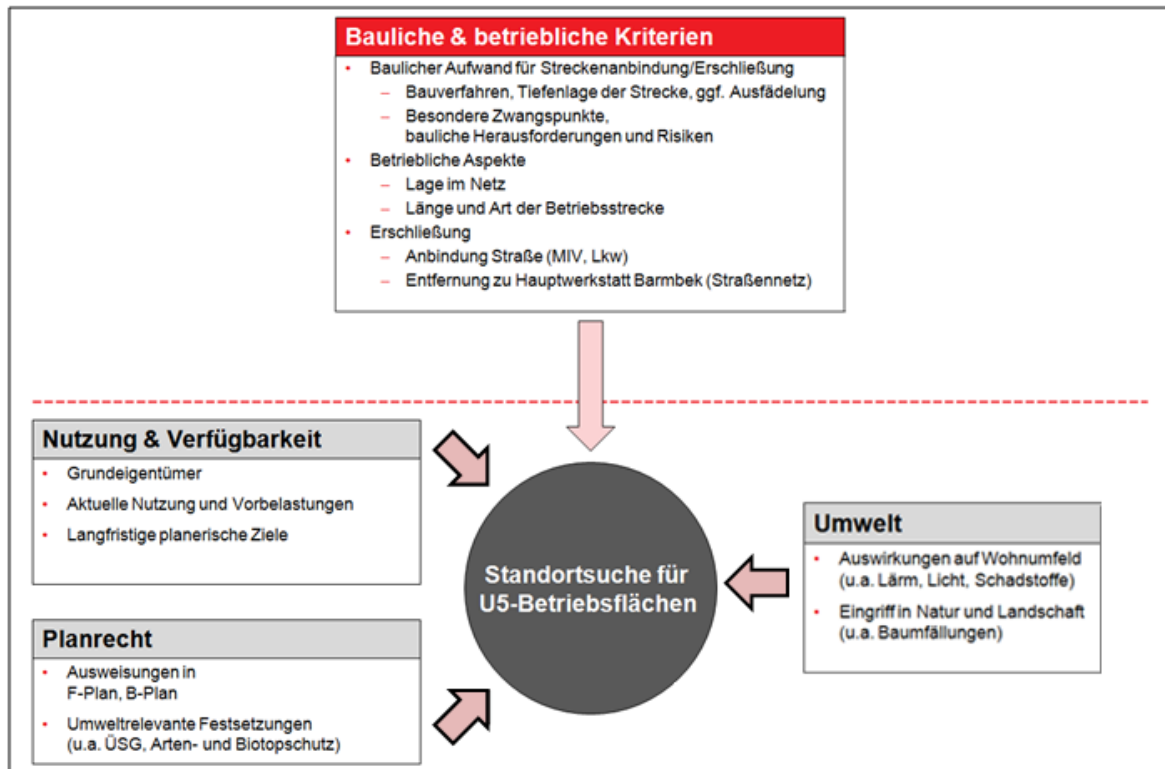 Bauliche & betriebliche Kriterien
• Baulicher Aufwand für Streckenanbindung/Erschließung
– Bauverfahren, Tiefenlage der Strecke, ggf. Ausfädelung
– Besondere Zwangspunkte,
bauliche Herausforderungen und Risiken
• Betriebliche Aspekte
– Lage im Netz
– Länge und Art der Betriebsstrecke
• Erschließung
– Anbindung Straße (MIV, Lkw)
– Entfernung zu Hauptwerkstatt Barmbek (Straßennetz)
Nutzung & Verfügbarkeit
• Grundeigentümer
• Aktuelle Nutzung und Vorbelastungen
• Langfristige planerische Ziele
Standortsuche für
U5-Betriebsflächen
Umwelt
• Auswirkungen auf Wohnumfeld
(u.a. Lärm, Licht, Schadstoffe)
• Eingriff in Natur und Landschaft
(u.a. Baumfällungen)
Planrecht
• Ausweisungen in
F-Plan, B-Plan
• Umweltrelevante Festsetzungen
(u.a. ÜSG, Arten- und Biotopschutz)